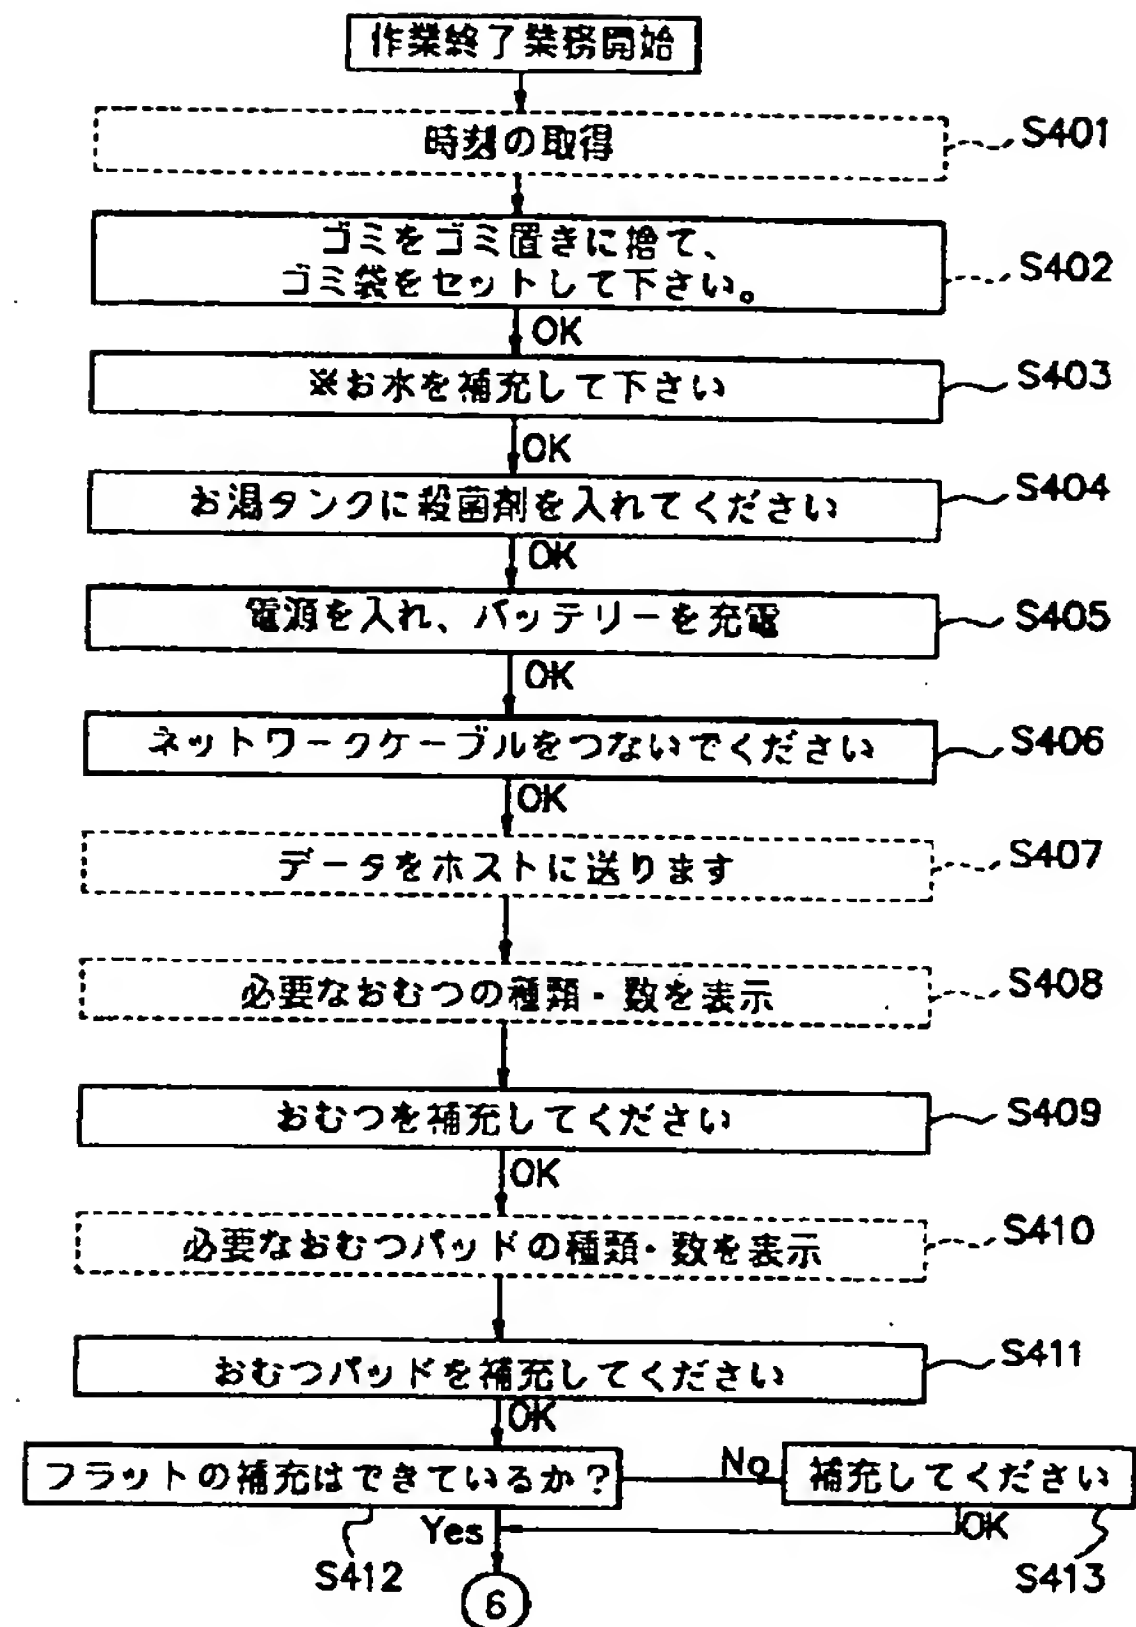 作業終了業務開始
時刻の取得
S401
ゴミをゴミ置きに捨て、
ゴミ袋をセットして下さい。
S402
OK
※お水を補充して下さい
S403
OK
お湯タンクに殺菌剤を入れてください
S404
OK
電源を入れ、バッテリーを充電
S405
OK
ネットワークケーブルをつないでください
S406
OK
データをホストに送ります
S407
必要なおむつの種類・数を表示
S408
おむつを補充してください
S409
OK
必要なおむつパッドの種類・数を表示
S410
おむつパッドを補充してください
S411
OK
フラットの補充はできているか？
No
補充してください
Yes
OK
S412
S413
6